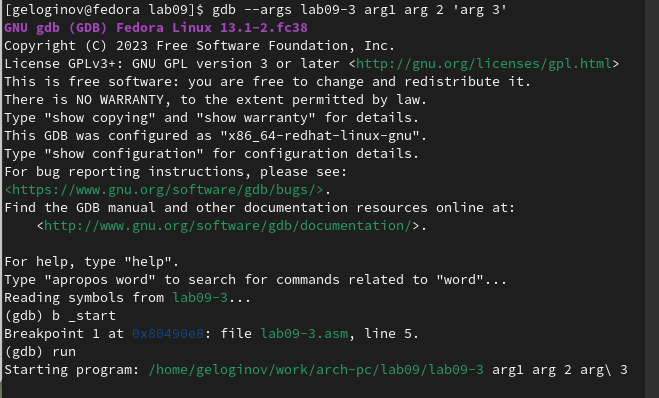 [geloginov@fedora lab09]$ gdb --args lab09-3 arg1 arg 2 'arg 3'
GNU gdb (GDB) Fedora Linux 13.1-2.fc38
Copyright (C) 2023 Free Software Foundation, Inc.
License GPLv3+: GNU GPL version 3 or later <http://gnu.org/licenses/gpl.html>
This is free software: you are free to change and redistribute it.
There is NO WARRANTY, to the extent permitted by law.
Type "show copying" and "show warranty" for details.
This GDB was configured as "x86_64-redhat-linux-gnu".
Type "show configuration" for configuration details.
For bug reporting instructions, please see:
<https://www.gnu.org/software/gdb/bugs/>.
Find the GDB manual and other documentation resources online at:
    <http://www.gnu.org/software/gdb/documentation/>.

For help, type "help".
Type "apropos word" to search for commands related to "word"...
Reading symbols from lab09-3...
(gdb) b _start
Breakpoint 1 at 0x80490e8: file lab09-3.asm, line 5.
(gdb) run
Starting program: /home/geloginov/work/arch-pc/lab09/lab09-3 arg1 arg 2 arg\ 3